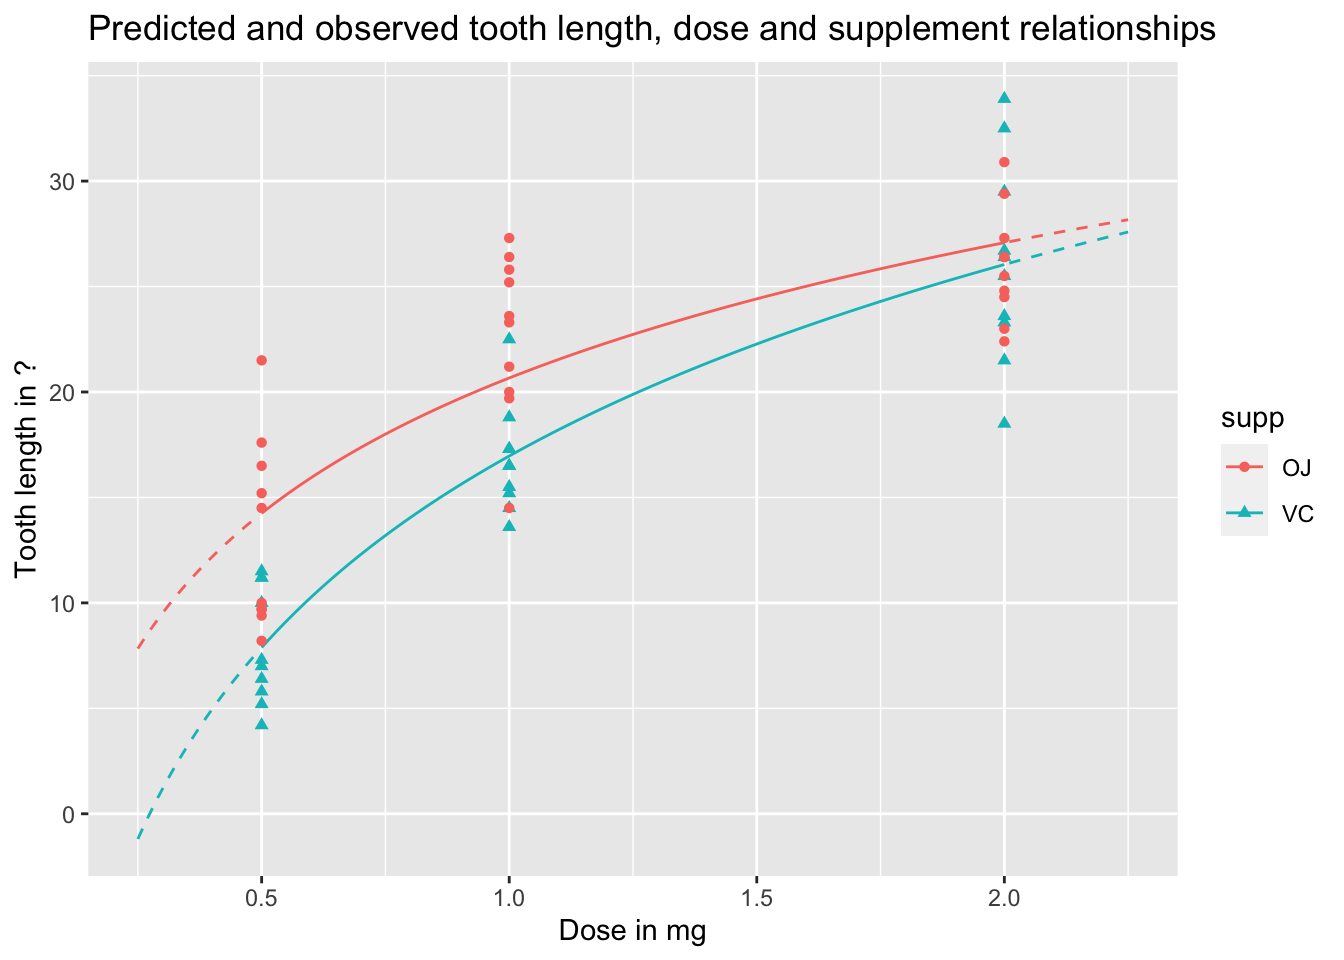 Predicted and observed tooth length, dose and supplement relationships
Tooth length in ?
30
20
10
0
0.5 1.0 1.5 2.0
Dose in mg
supp
OJ
VC